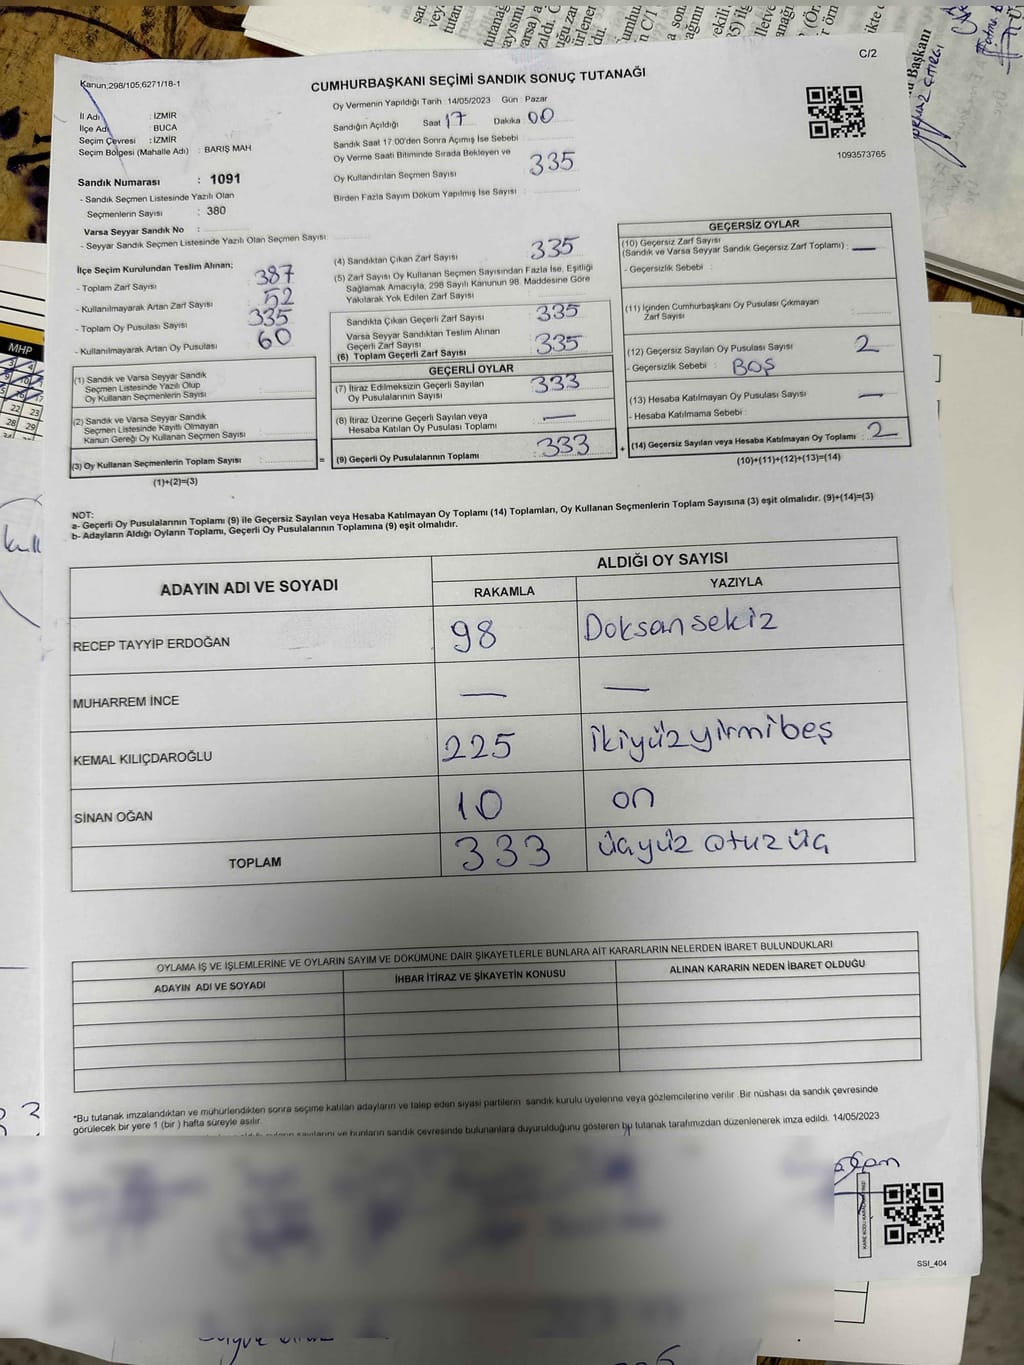 C/2
Kanun;298/105;6271/18-1
CUMHURBAŞKANI SEÇİMİ SANDIK SONUÇ TUTANAĞI
İl Adı : İZMİR
İlçe Adı : BUCA
Seçim Çevresi : İZMİR
Seçim Bölgesi (Mahalle Adı) : BARIŞ MAH
Oy Vermenin Yapıldığı Tarih : 14/05/2023 Gün : Pazar
Sandığın Açıldığı Saat 17 Dakika 00
Sandık Saat 17:00'den Sonra Açımış İse Sebebi :
Oy Verme Saati Bitiminde Sırada Bekleyen ve
Oy Kullandırılan Seçmen Sayısı 335
Birden Fazla Sayım Döküm Yapılmış İse Sayısı :
1093573765
Sandık Numarası : 1091
- Sandık Seçmen Listesinde Yazılı Olan
Seçmenlerin Sayısı : 380
Varsa Seyyar Sandık No :
- Seyyar Sandık Seçmen Listesinde Yazılı Olan Seçmen Sayısı:
İlçe Seçim Kurulundan Teslim Alınan;
- Toplam Zarf Sayısı 387
- Kullanılmayarak Artan Zarf Sayısı 52
- Toplam Oy Pusulası Sayısı 335
- Kullanılmayarak Artan Oy Pusulası 60
(1) Sandık ve Varsa Seyyar Sandık
Seçmen Listesinde Yazılı Olup
Oy Kullanan Seçmenlerin Sayısı :
(2) Sandık ve Varsa Seyyar Sandık
Seçmen Listesinde Kayıtlı Olmayan
Kanun Gereği Oy Kullanan Seçmen Sayısı :
(3) Oy Kullanan Seçmenlerin Toplam Sayısı :
(1)+(2)=(3)
(4) Sandıktan Çıkan Zarf Sayısı 335
(5) Zarf Sayısı Oy Kullanan Seçmen Sayısından Fazla İse, Eşitliği
Sağlamak Amacıyla, 298 Sayılı Kanunun 98. Maddesine Göre
Yakılarak Yok Edilen Zarf Sayısı :
Sandıkta Çıkan Geçerli Zarf Sayısı 335
Varsa Seyyar Sandıktan Teslim Alınan
Geçerli Zarf Sayısı
(6) Toplam Geçerli Zarf Sayısı 335
GEÇERLİ OYLAR
(7) İtiraz Edilmeksizin Geçerli Sayılan
Oy Pusulasının Sayısı 333
(8) İtiraz Üzerine Geçerli Sayılan veya
Hesaba Katılan Oy Pusulası Toplamı —
= (9) Geçerli Oy Pusulalarının Toplamı : 333
GEÇERSİZ OYLAR
(10) Geçersiz Zarf Sayısı
(Sandık ve Varsa Seyyar Sandık Geçersiz Zarf Toplamı) : —
- Geçersizlik Sebebi :
(11) İçinden Cumhurbaşkanı Oy Pusulası Çıkmayan
Zarf Sayısı :
(12) Geçersiz Sayılan Oy Pusulası Sayısı 2
- Geçersizlik Sebebi : BOŞ
(13) Hesaba Katılmayan Oy Pusulası Sayısı —
- Hesaba Katılmama Sebebi :
+ (14) Geçersiz Sayılan veya Hesaba Katılmayan Oy Toplamı : 2
(10)+(11)+(12)+(13)=(14)
NOT:
a- Geçerli Oy Pusulalarının Toplamı (9) ile Geçersiz Sayılan veya Hesaba Katılmayan Oy Toplamı (14) Toplamları, Oy Kullanan Seçmenlerin Toplam Sayısına (3) eşit olmalıdır. (9)+(14)=(3)
b- Adayların Aldığı Oyların Toplamı, Geçerli Oy Pusulalarının Toplamına (9) eşit olmalıdır.
ADAYIN ADI VE SOYADI
ALDIĞI OY SAYISI
RAKAMLA YAZIYLA
RECEP TAYYİP ERDOĞAN 98 Doksansekiz
MUHARREM İNCE — —
KEMAL KILIÇDAROĞLU 225 ikiyüzyirmibeş
SİNAN OĞAN 10 on
TOPLAM 333 üçyüz otuz üç
OYLAMA İŞ VE İŞLEMLERİNE VE OYLARIN SAYIM VE DÖKÜMÜNE DAİR ŞİKAYETLERLE BUNLARA AİT KARARLARIN NELERDEN İBARET BULUNDUKLARI
ADAYIN ADI VE SOYADI İHBAR İTİRAZ VE ŞİKAYETİN KONUSU ALINAN KARARIN NEDEN İBARET OLDUĞU
*Bu tutanak imzalandıktan ve mühürlendikten sonra seçime katılan adayların ve talep eden siyasi partilerin sandık kurulu üyelerine veya gözlemcilerine verilir. Bir nüshası da sandık çevresinde
görülecek bir yere 1 (bir ) hafta süreyle asılır.
sayılarını ve bunların sandık çevresinde bulunanlara duyurulduğunu gösteren bu tutanak tarafımızdan düzenlenerek imza edildi. 14/05/2023
SSI_404
MHP
22 23
28 29
Başkanı